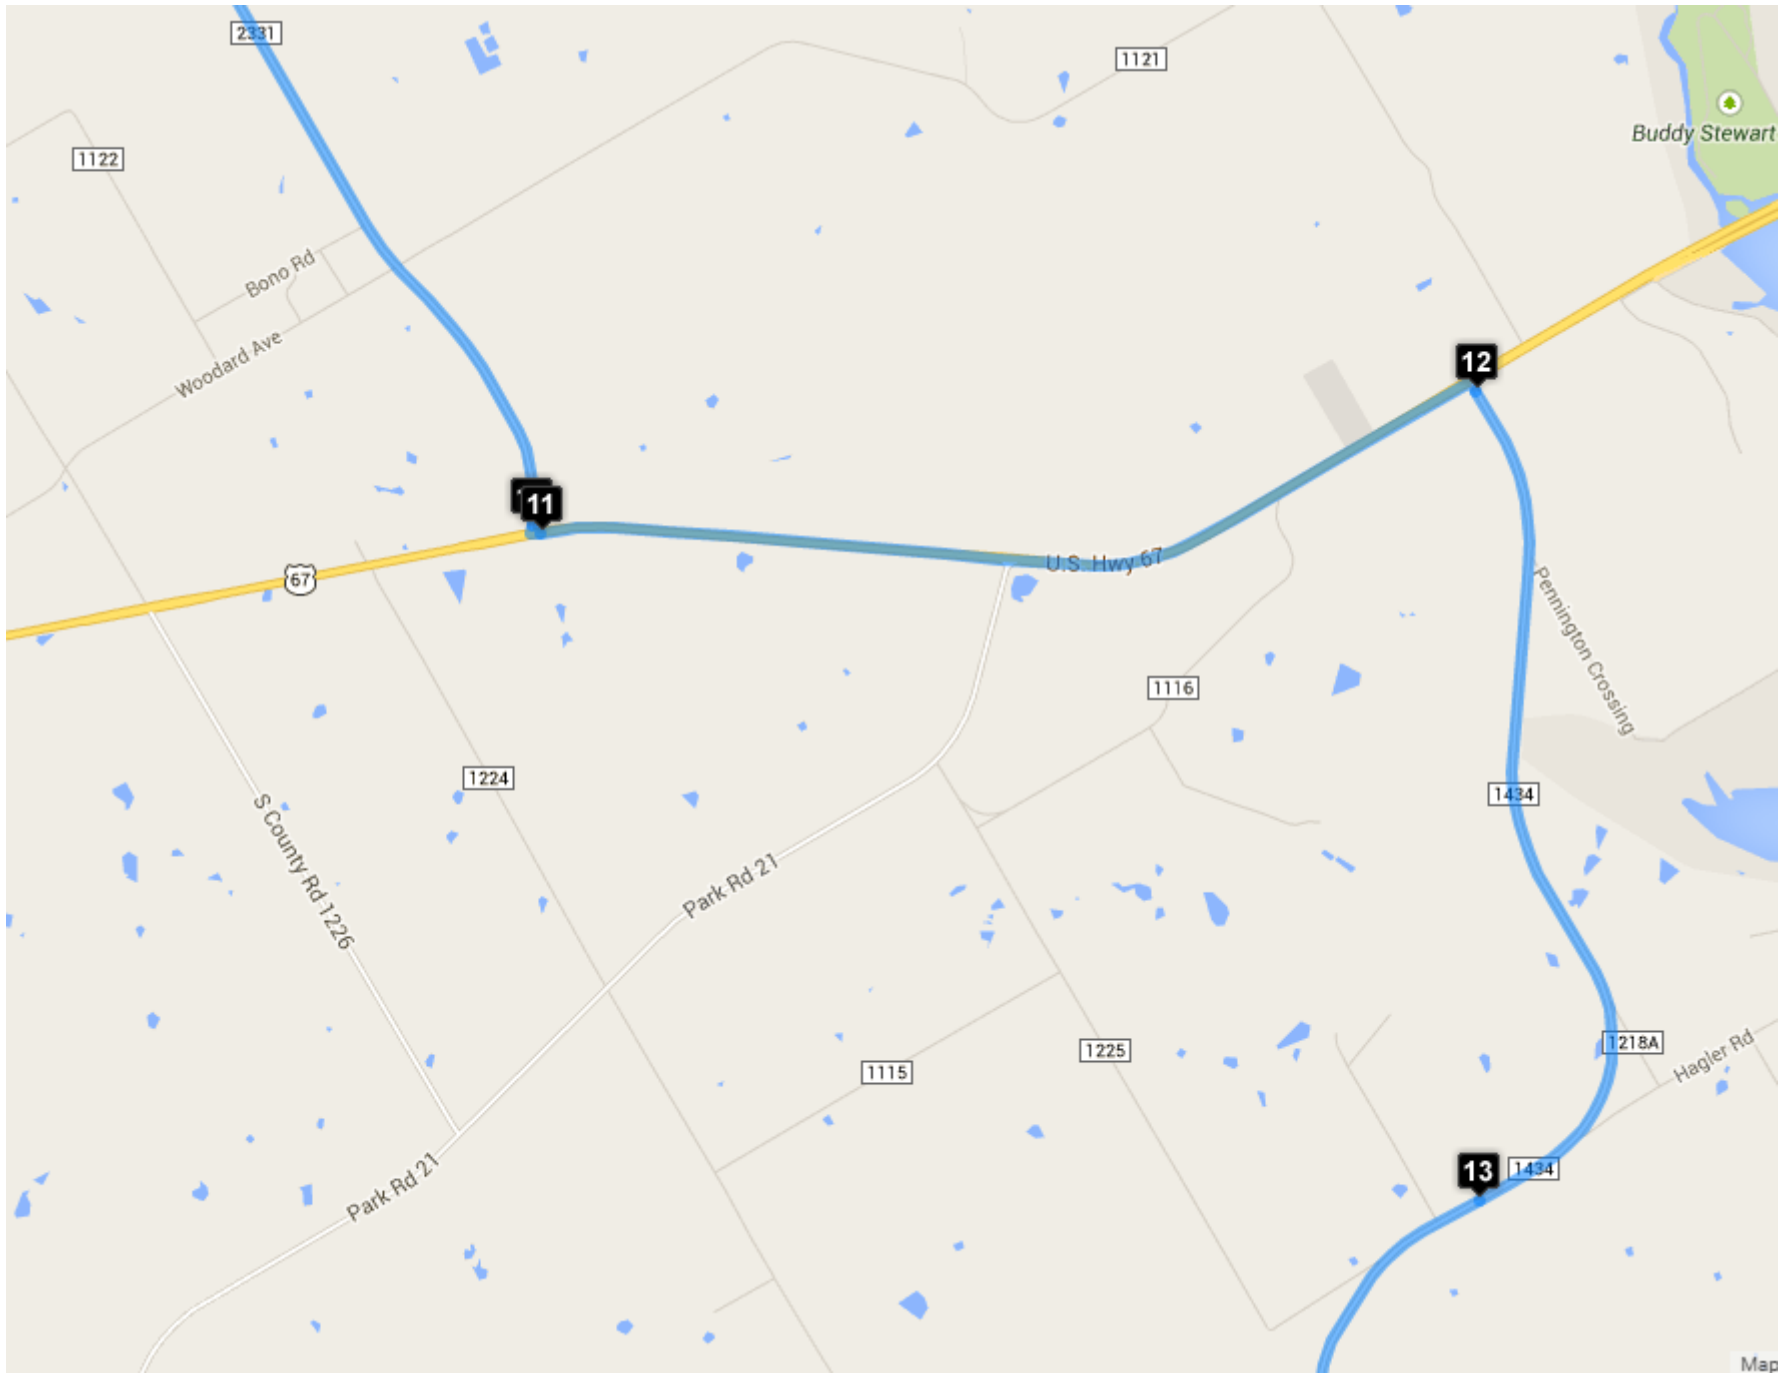 2331
1121
Buddy Stewart
1122
Bono Rd
Woodard Ave
12
11
67
U.S. Hwy 67
Pennington Crossing
1116
1224
1434
S County Rd 1226
Park Rd 21
1225
1218A
Hagler Rd
1115
13
1434
Park Rd 21
Map